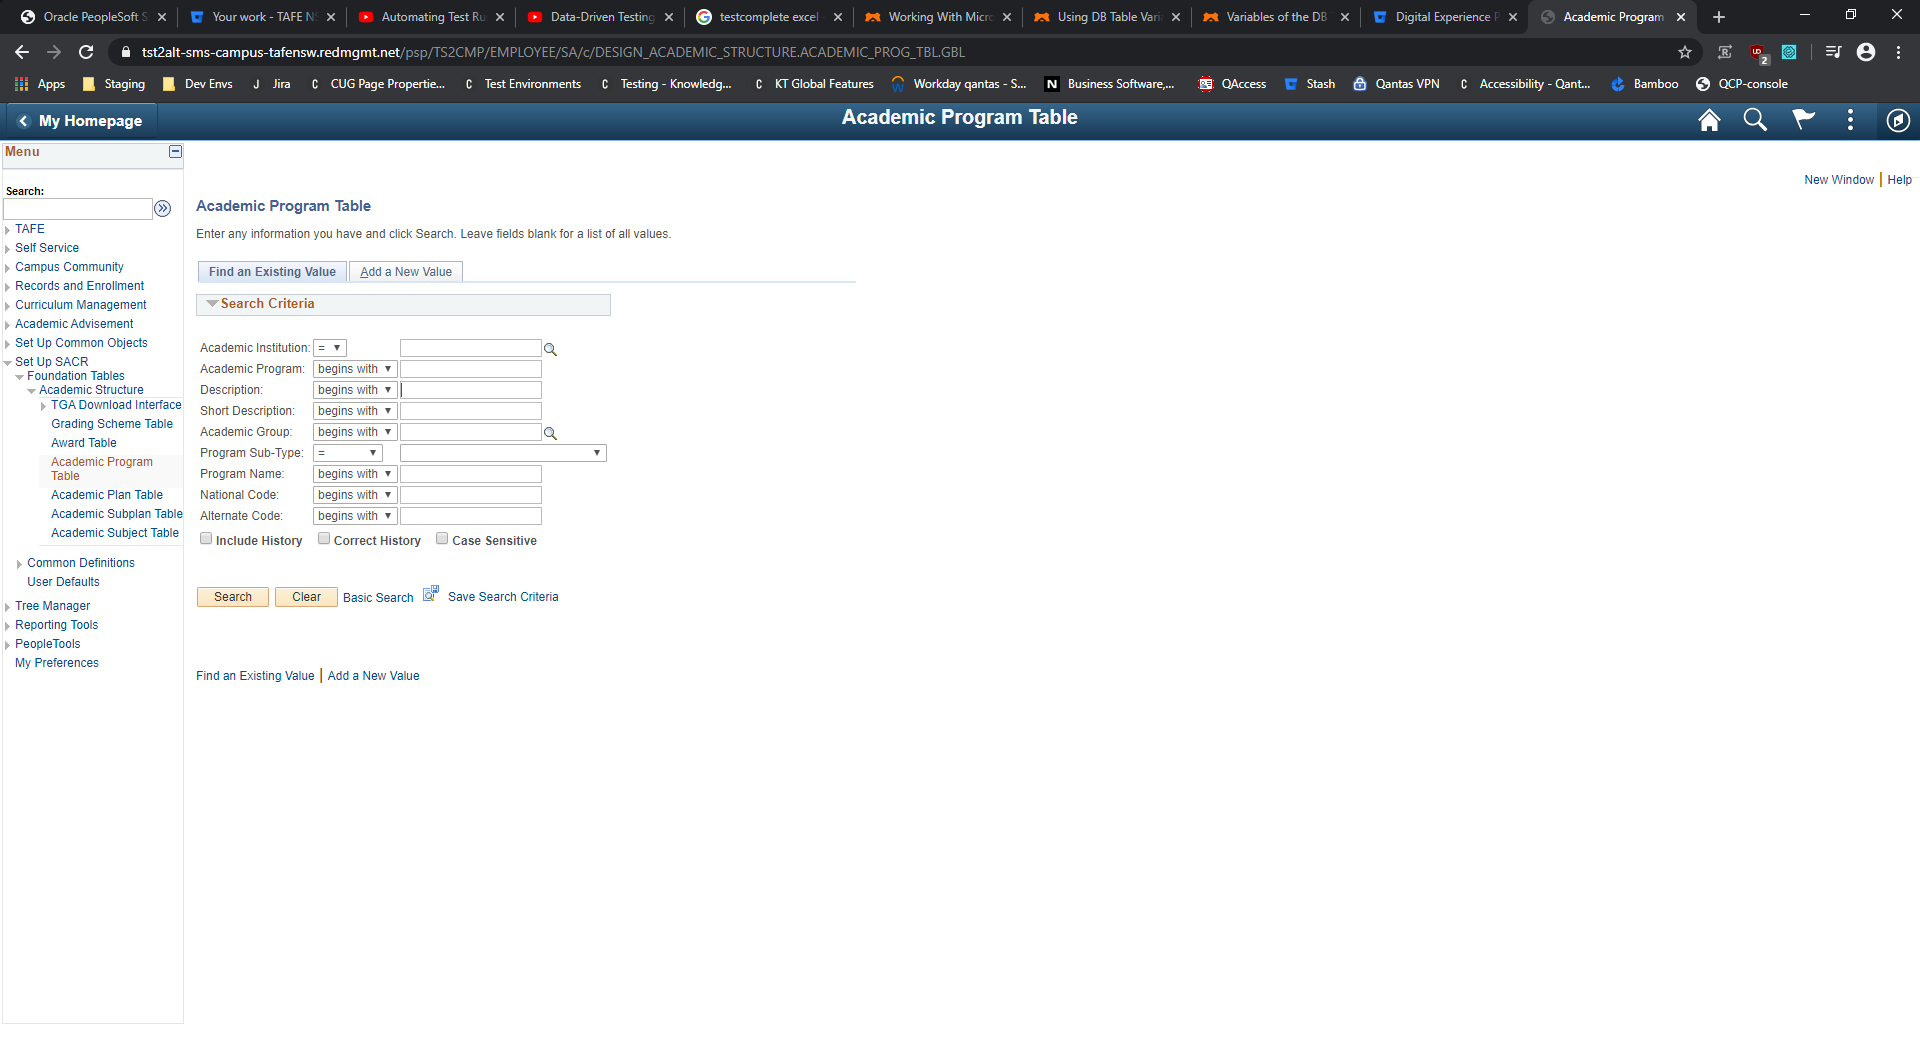 Oracle PeopleSoft S
Your work - TAFE NS
Automating Test Ru
Data-Driven Testing
testcomplete excel
Working With Micro
Using DB Table Varia
Variables of the DB
Digital Experience P
Academic Program
tst2alt-sms-campus-tafensw.redmgmt.net/psp/TS2CMP/EMPLOYEE/SA/c/DESIGN_ACADEMIC_STRUCTURE.ACADEMIC_PROG_TBL.GBL
Apps
Staging
Dev Envs
J Jira
C CUG Page Propertie...
C Test Environments
C Testing - Knowledg...
C KT Global Features
Workday qantas - S...
N Business Software,...
QAccess
Stash
Qantas VPN
C Accessibility - Qant...
Bamboo
QCP-console
My Homepage
Academic Program Table
Menu
New Window | Help
Search:
TAFE
Self Service
Campus Community
Records and Enrollment
Curriculum Management
Academic Advisement
Set Up Common Objects
Set Up SACR
Foundation Tables
Academic Structure
TGA Download Interface
Grading Scheme Table
Award Table
Academic Program
Table
Academic Plan Table
Academic Subplan Table
Academic Subject Table
Common Definitions
User Defaults
Tree Manager
Reporting Tools
PeopleTools
My Preferences
Academic Program Table
Enter any information you have and click Search. Leave fields blank for a list of all values.
Find an Existing Value
Add a New Value
Search Criteria
Academic Institution: =
Academic Program: begins with
Description: begins with
Short Description: begins with
Academic Group: begins with
Program Sub-Type: =
Program Name: begins with
National Code: begins with
Alternate Code: begins with
Include History Correct History Case Sensitive
Search Clear Basic Search Save Search Criteria
Find an Existing Value | Add a New Value